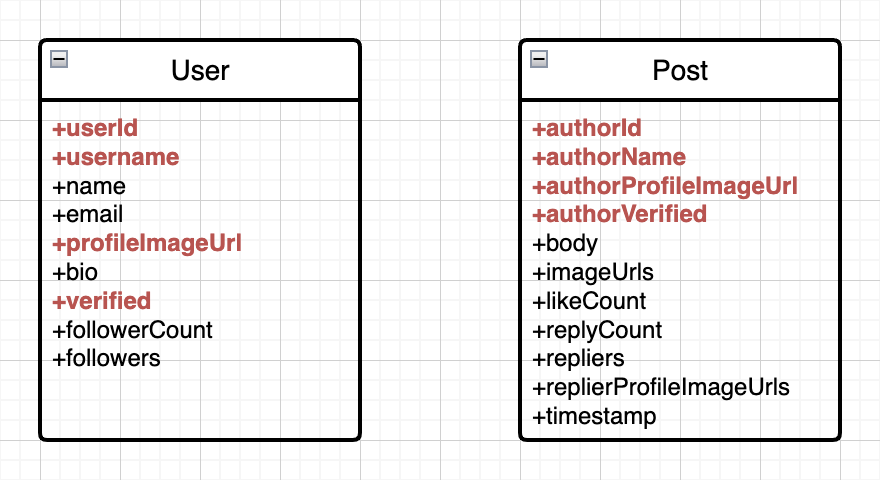 User
+userId
+username
+name
+email
+profileImageUrl
+bio
+verified
+followerCount
+followers
Post
+authorId
+authorName
+authorProfileImageUrl
+authorVerified
+body
+imageUrls
+likeCount
+replyCount
+repliers
+replierProfileImageUrls
+timestamp